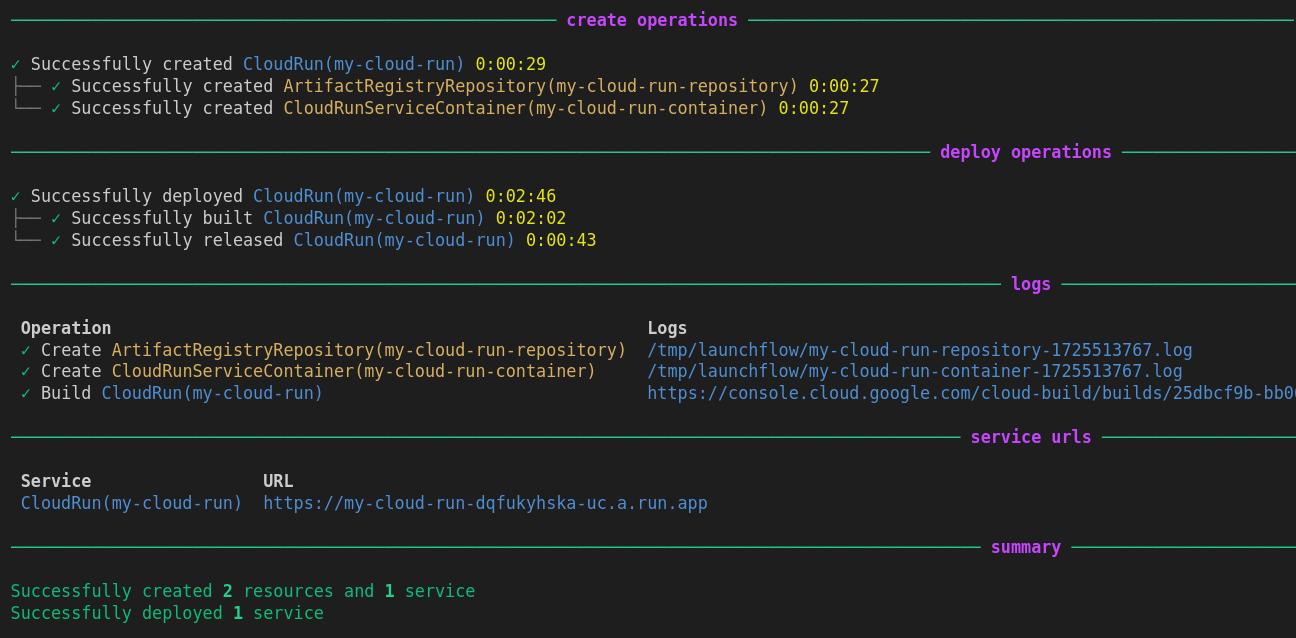 create operations
✓ Successfully created CloudRun(my-cloud-run) 0:00:29
├── ✓ Successfully created ArtifactRegistryRepository(my-cloud-run-repository) 0:00:27
└── ✓ Successfully created CloudRunServiceContainer(my-cloud-run-container) 0:00:27
deploy operations
✓ Successfully deployed CloudRun(my-cloud-run) 0:02:46
├── ✓ Successfully built CloudRun(my-cloud-run) 0:02:02
└── ✓ Successfully released CloudRun(my-cloud-run) 0:00:43
logs
Operation Logs
✓ Create ArtifactRegistryRepository(my-cloud-run-repository) /tmp/launchflow/my-cloud-run-repository-1725513767.log
✓ Create CloudRunServiceContainer(my-cloud-run-container) /tmp/launchflow/my-cloud-run-container-1725513767.log
✓ Build CloudRun(my-cloud-run) https://console.cloud.google.com/cloud-build/builds/25dbcf9b-bb0
service urls
Service URL
CloudRun(my-cloud-run) https://my-cloud-run-dqfukyhska-uc.a.run.app
summary
Successfully created 2 resources and 1 service
Successfully deployed 1 service